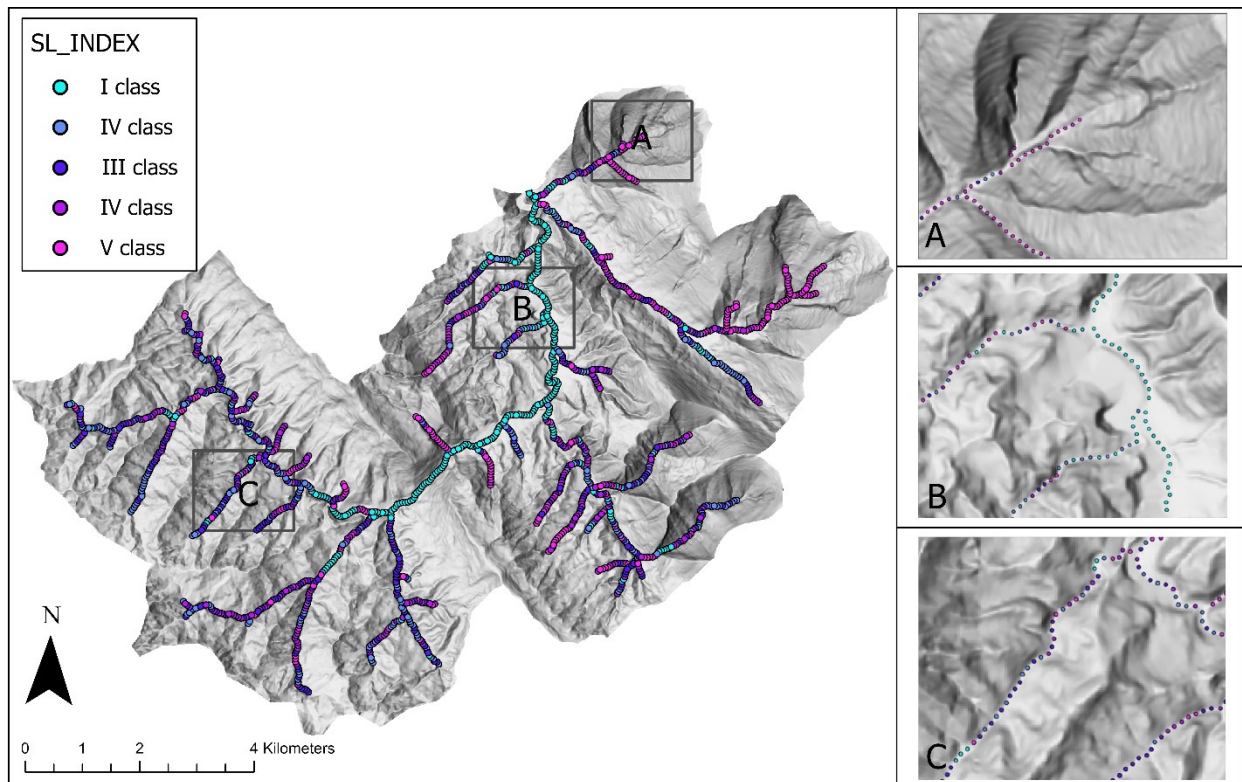 SL_INDEX
I class
IV class
III class
IV class
V class
A
B
C
N
0 1 2 4 Kilometers
A
B
C